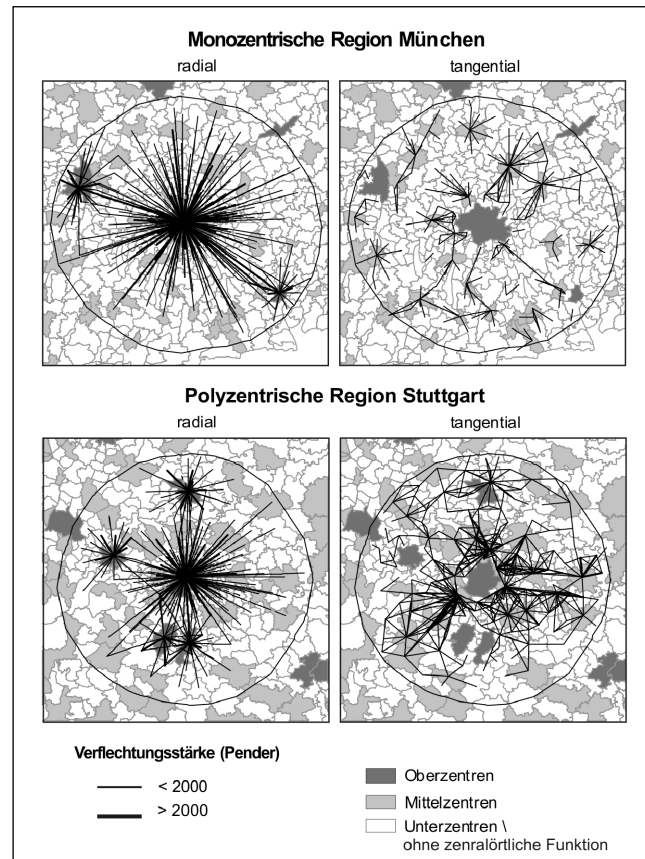 Monozentrische Region München
radial
tangential
Polyzentrische Region Stuttgart
radial
tangential
Verflechtungsstärke (Pender)
< 2000
> 2000
Oberzentren
Mittelzentren
Unterzentren \
ohne zenralörtliche Funktion